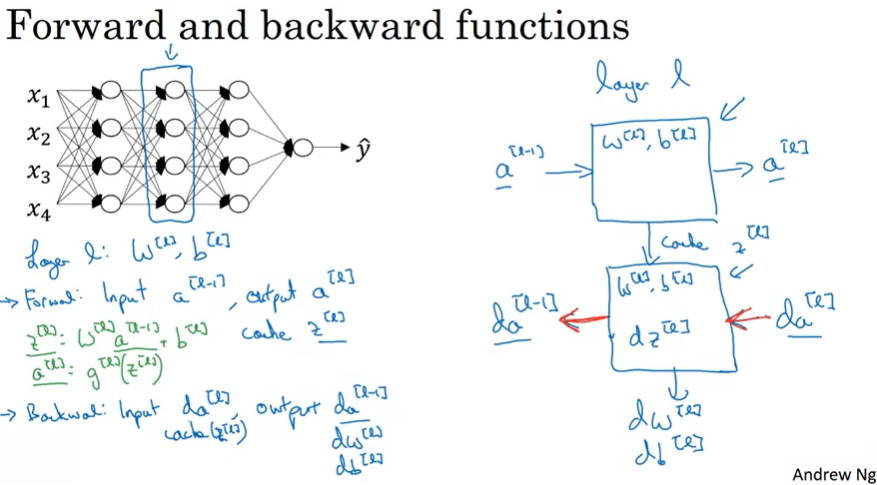 Forward and backward functions
x₁
x₂
x₃
x₄
ŷ
Layer l: W^[l], b^[l]
→ Forward: Input a^[l-1], output a^[l]
z^[l]: W^[l] a^[l-1] + b^[l]
cache z^[l]
a^[l]: g^[l](z^[l])
→ Backward: Input da^[l], output da^[l-1]
cache(z^[l])
dW^[l]
db^[l]
layer l
a^[l-1]
W^[l], b^[l]
a^[l]
cache z^[l]
W^[l], b^[l]
dz^[l]
da^[l-1]
da^[l]
dW^[l]
db^[l]
Andrew Ng